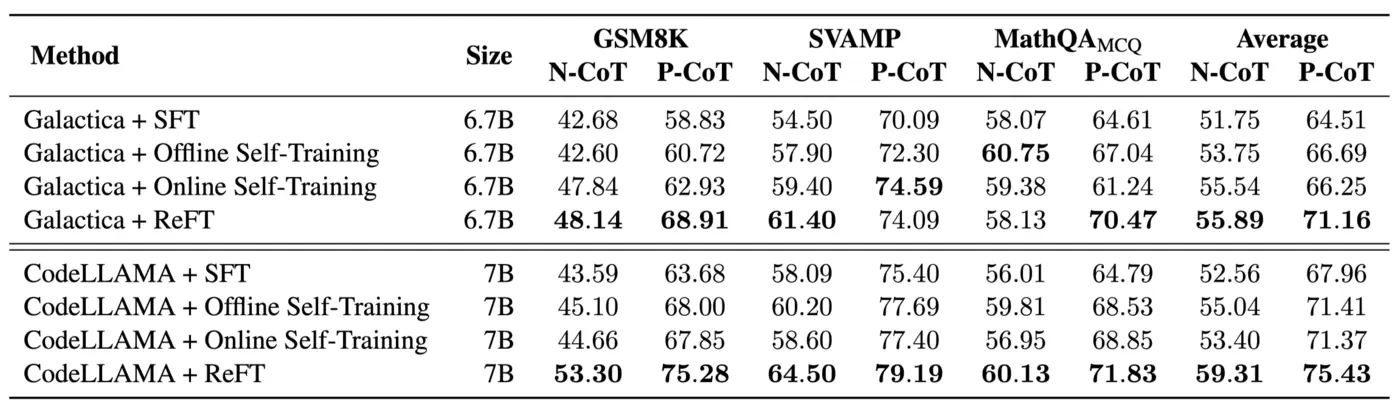 Method Size GSM8K SVAMP MathQA_MCQ Average
N-CoT P-CoT N-CoT P-CoT N-CoT P-CoT N-CoT P-CoT
Galactica + SFT 6.7B 42.68 58.83 54.50 70.09 58.07 64.61 51.75 64.51
Galactica + Offline Self-Training 6.7B 42.60 60.72 57.90 72.30 60.75 67.04 53.75 66.69
Galactica + Online Self-Training 6.7B 47.84 62.93 59.40 74.59 59.38 61.24 55.54 66.25
Galactica + ReFT 6.7B 48.14 68.91 61.40 74.09 58.13 70.47 55.89 71.16
CodeLLAMA + SFT 7B 43.59 63.68 58.09 75.40 56.01 64.79 52.56 67.96
CodeLLAMA + Offline Self-Training 7B 45.10 68.00 60.20 77.69 59.81 68.53 55.04 71.41
CodeLLAMA + Online Self-Training 7B 44.66 67.85 58.60 77.40 56.95 68.85 53.40 71.37
CodeLLAMA + ReFT 7B 53.30 75.28 64.50 79.19 60.13 71.83 59.31 75.43